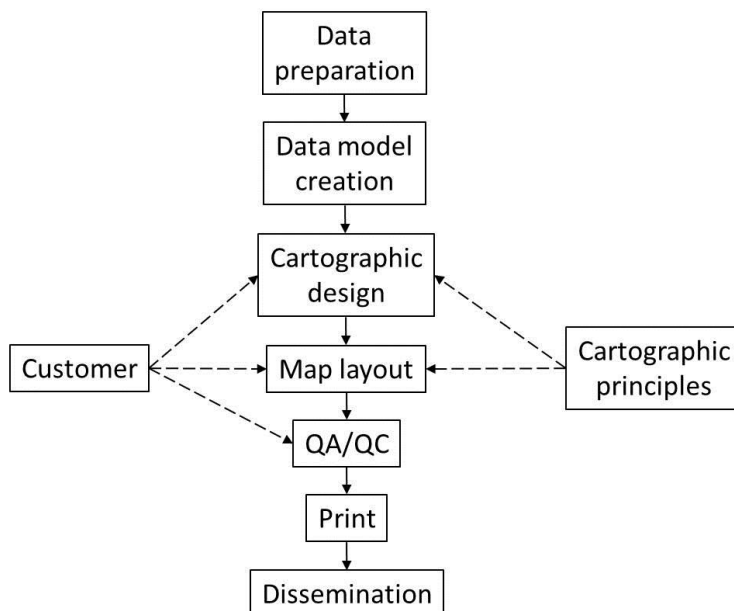 Data
preparation
Data model
creation
Cartographic
design
Customer
Map layout
Cartographic
principles
QA/QC
Print
Dissemination